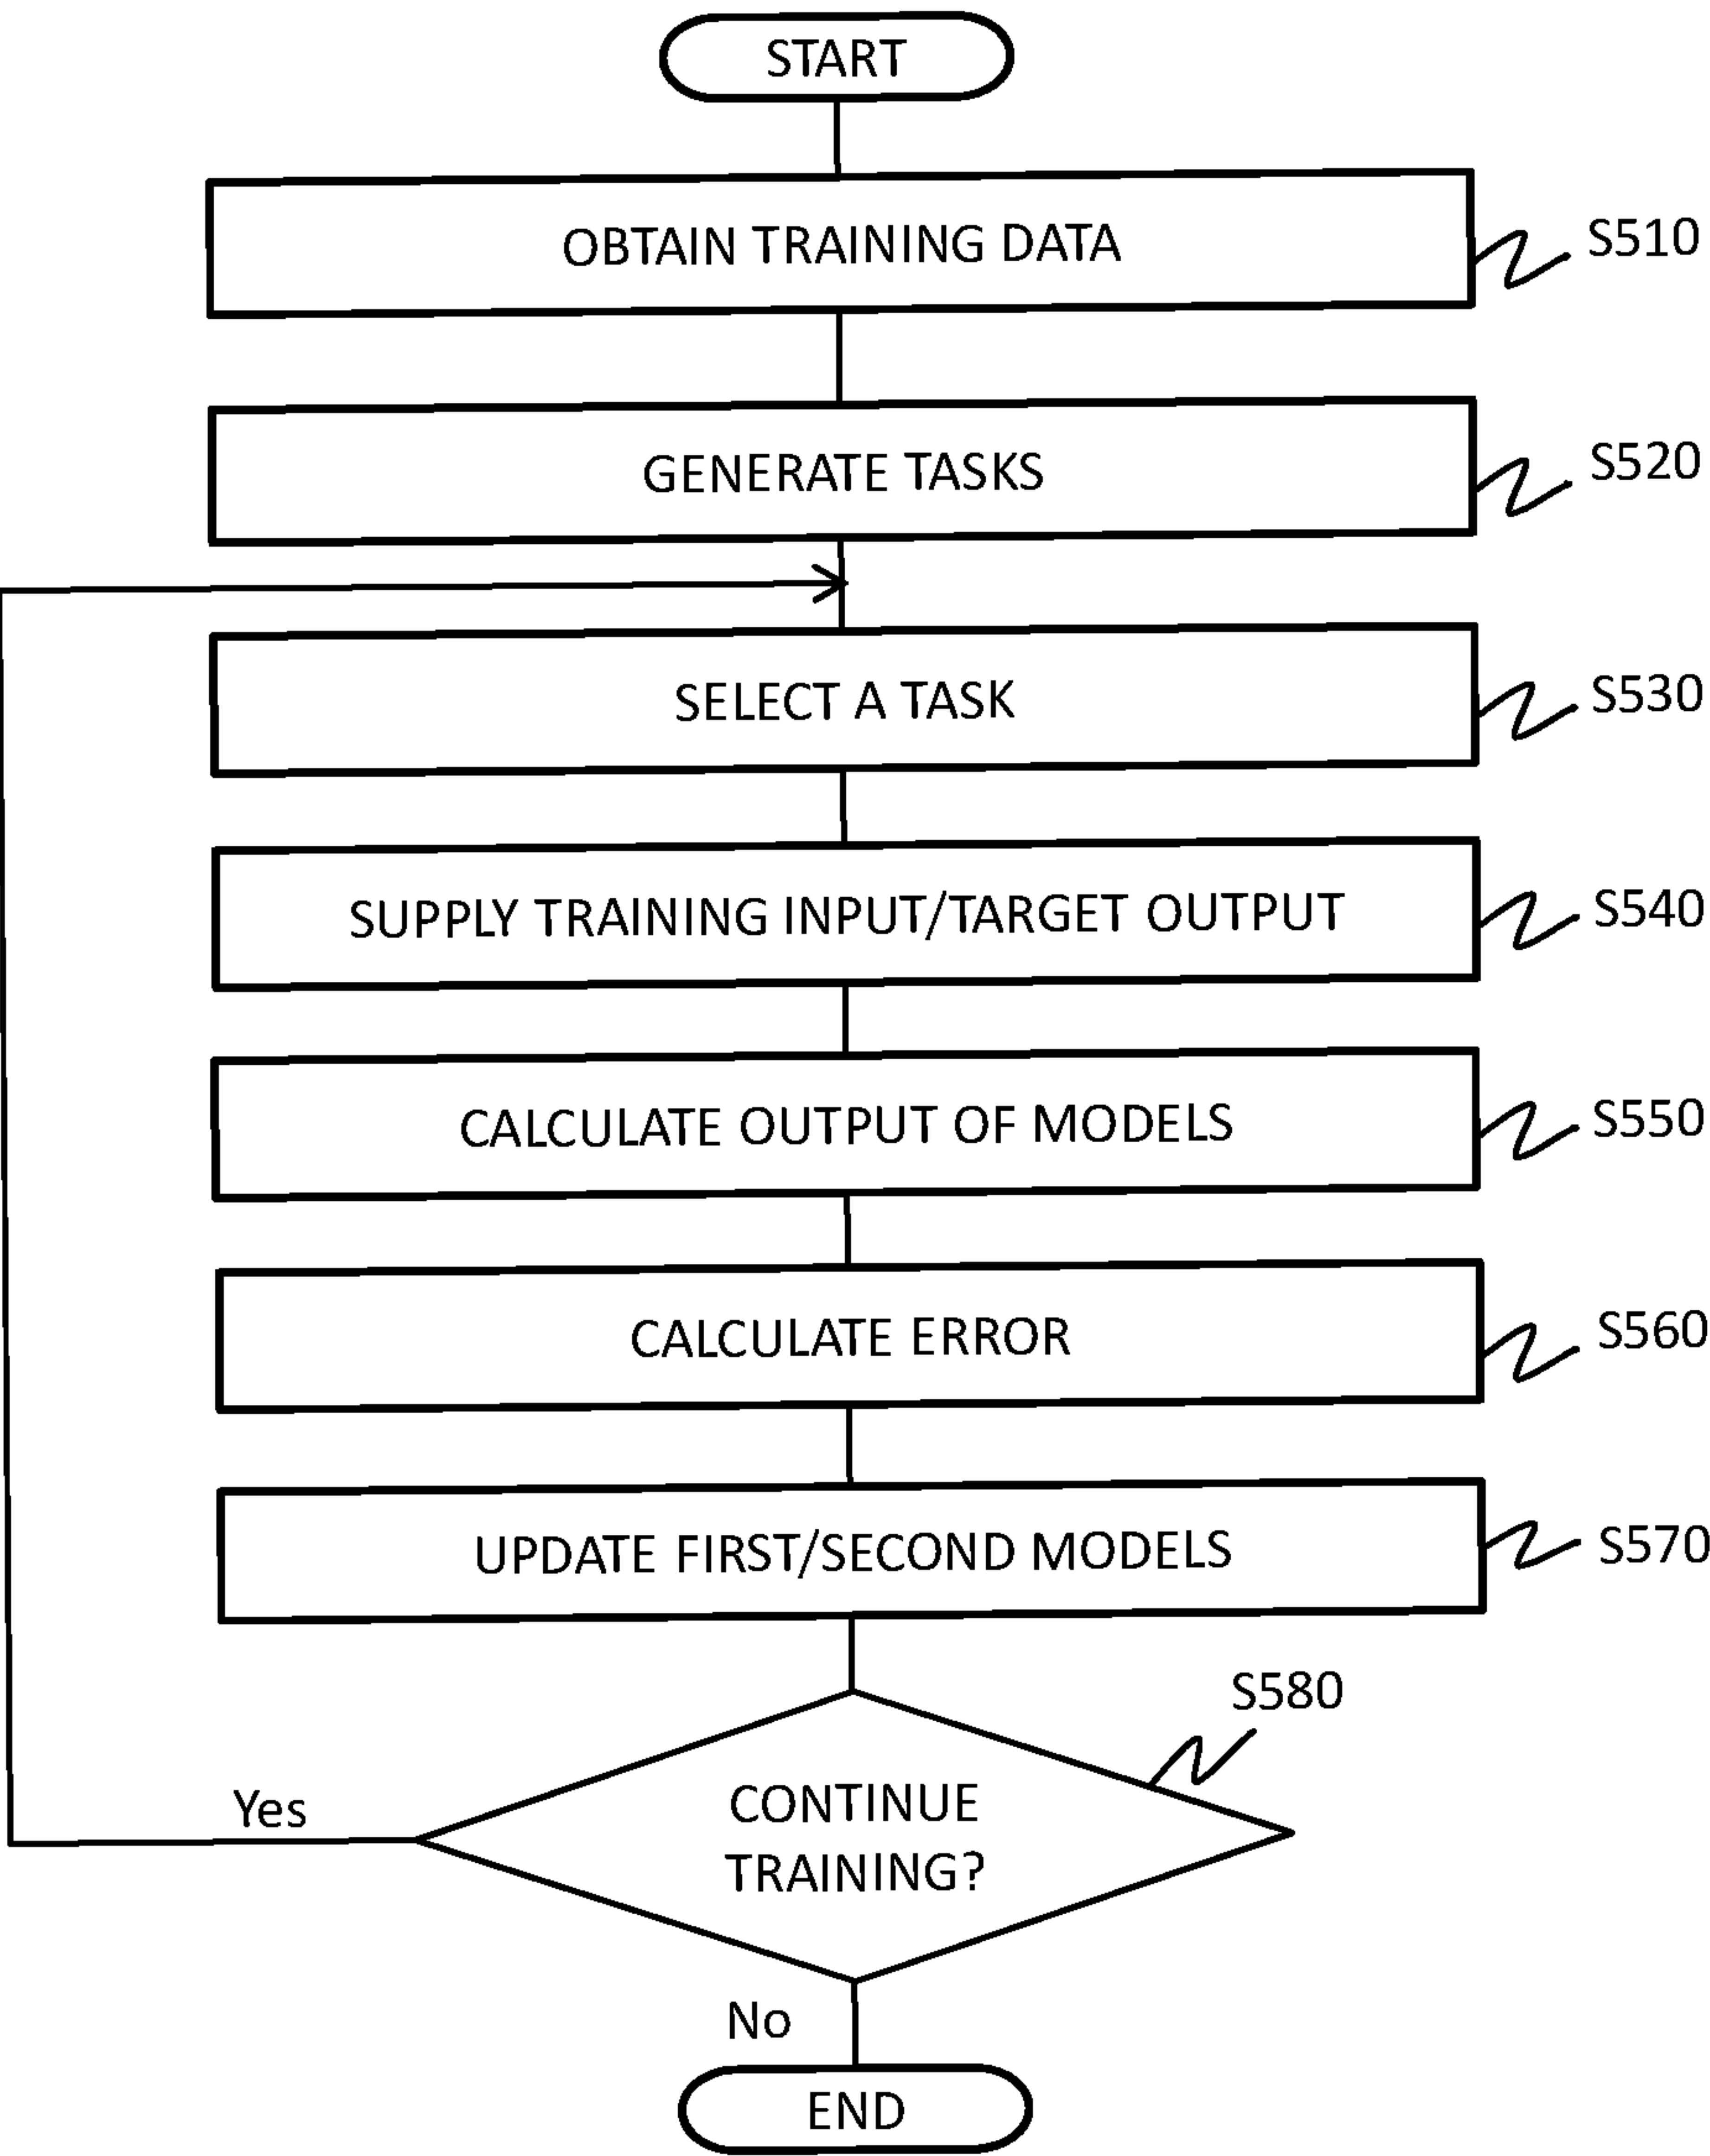 START
OBTAIN TRAINING DATA
S510
GENERATE TASKS
S520
SELECT A TASK
S530
SUPPLY TRAINING INPUT/TARGET OUTPUT
S540
CALCULATE OUTPUT OF MODELS
S550
CALCULATE ERROR
S560
UPDATE FIRST/SECOND MODELS
S570
S580
CONTINUE
TRAINING?
Yes
No
END